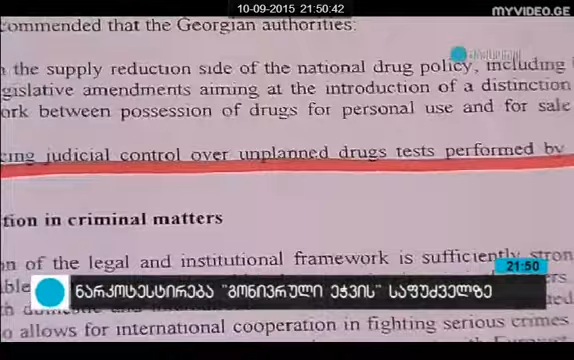 10-09-2015 21:50:42
MYVIDEO.GE
commended that the Georgian authorities:
the supply reduction side of the national drug policy, including
gislative amendments aiming at the introduction of a distinction
ork between possession of drugs for personal use and for sale
cing judicial control over unplanned drugs tests performed by
tion in criminal matters
on of the legal and institutional framework is sufficiently stron
21:50
ნარკოტესტირება "გონივრული ეჭვის" საფუძველზე
o allows for international cooperation in fighting serious crimes